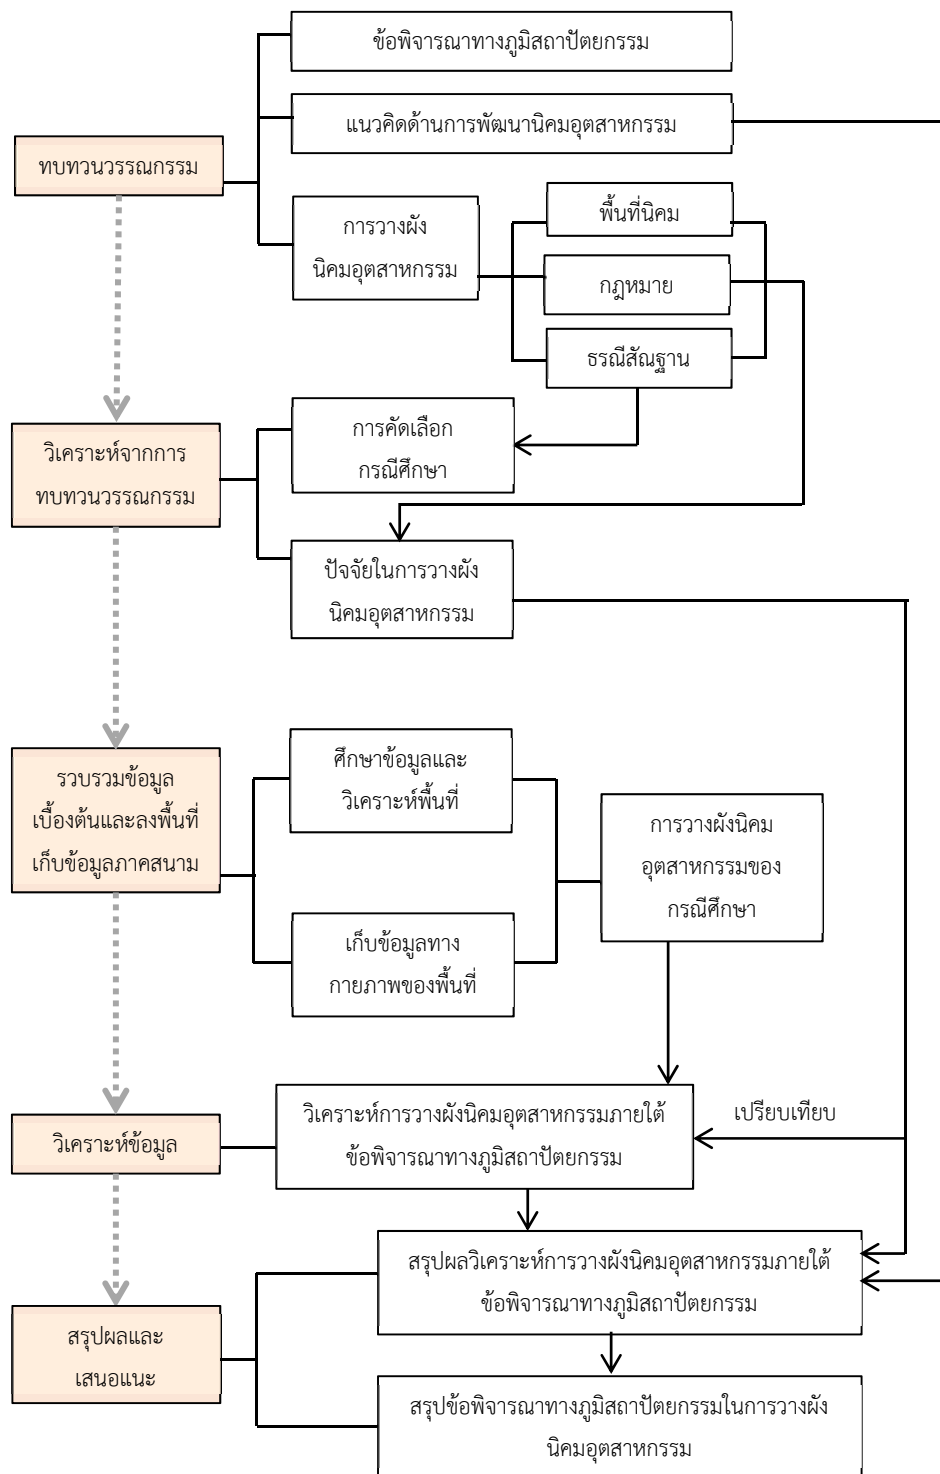 ข้อพิจารณาทางภูมิสถาปัตยกรรม
แนวคิดด้านการพัฒนานิคมอุตสาหกรรม
ทบทวนวรรณกรรม
การวางผัง
นิคมอุตสาหกรรม
พื้นที่นิคม
กฎหมาย
ธรณีสัณฐาน
วิเคราะห์จากการ
ทบทวนวรรณกรรม
การคัดเลือก
กรณีศึกษา
ปัจจัยในการวางผัง
นิคมอุตสาหกรรม
รวบรวมข้อมูล
เบื้องต้นและลงพื้นที่
เก็บข้อมูลภาคสนาม
ศึกษาข้อมูลและ
วิเคราะห์พื้นที่
เก็บข้อมูลทาง
กายภาพของพื้นที่
การวางผังนิคม
อุตสาหกรรมของ
กรณีศึกษา
วิเคราะห์ข้อมูล
วิเคราะห์การวางผังนิคมอุตสาหกรรมภายใต้
ข้อพิจารณาทางภูมิสถาปัตยกรรม
เปรียบเทียบ
สรุปผลและ
เสนอแนะ
สรุปผลวิเคราะห์การวางผังนิคมอุตสาหกรรมภายใต้
ข้อพิจารณาทางภูมิสถาปัตยกรรม
สรุปข้อพิจารณาทางภูมิสถาปัตยกรรมในการวางผัง
นิคมอุตสาหกรรม